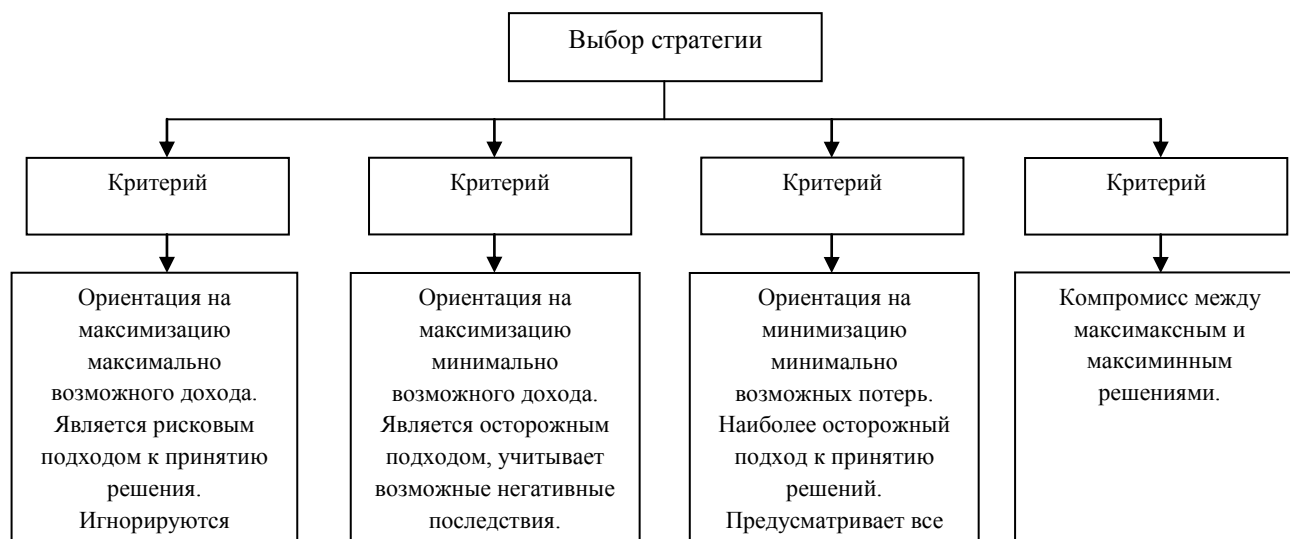 Выбор стратегии
Критерий
Критерий
Критерий
Критерий
Ориентация на
максимизацию
максимально
возможного дохода.
Является рисковым
подходом к принятию
решения.
Игнорируются
Ориентация на
максимизацию
минимально
возможного дохода.
Является осторожным
подходом, учитывает
возможные негативные
последствия.
Ориентация на
минимизацию
минимально
возможных потерь.
Наиболее осторожный
подход к принятию
решений.
Предусматривает все
Компромисс между
максимаксным и
максиминным
решениями.